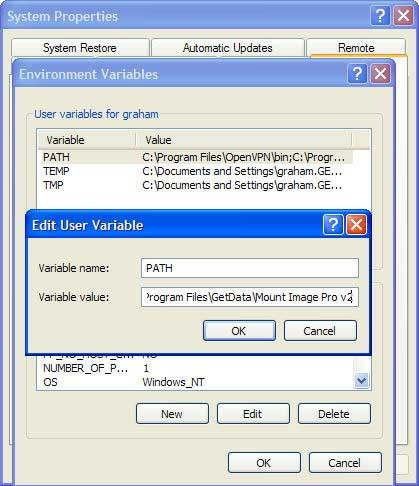 System Properties
System Restore Automatic Updates Remote
Environment Variables
User variables for graham
Variable Value
PATH C:\Program Files\OpenVPN\bin;C:\Progr...
TEMP C:\Documents and Settings\graham.GE...
TMP C:\Documents and Settings\graham.GE...
Edit User Variable
Variable name: PATH
Variable value: Program Files\GetData\Mount Image Pro v2
OK Cancel
NUMBER_OF_P... 1
OS Windows_NT
New Edit Delete
OK Cancel